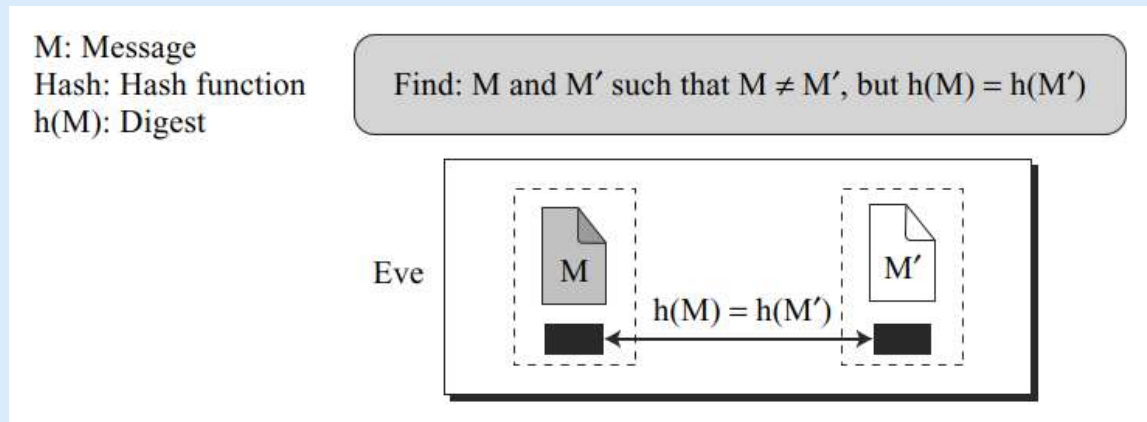 M: Message
Hash: Hash function
h(M): Digest
Find: M and M′ such that M ≠ M′, but h(M) = h(M′)
Eve
M
M′
h(M) = h(M′)